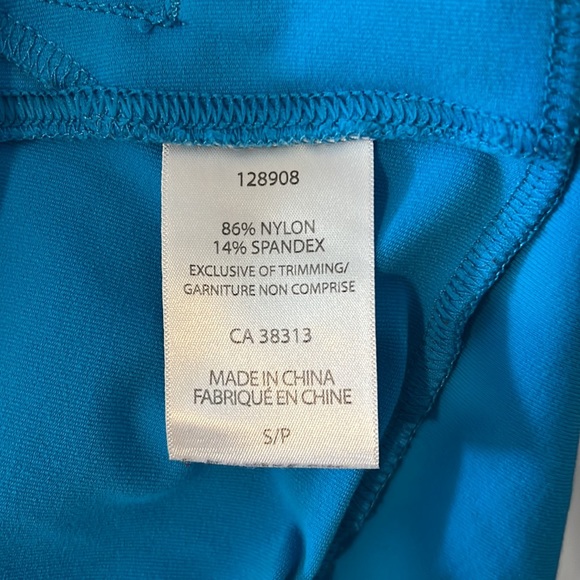 128908
86% NYLON
14% SPANDEX
EXCLUSIVE OF TRIMMING/
GARNITURE NON COMPRISE
CA 38313
MADE IN CHINA
FABRIQUÉ EN CHINE
S/P